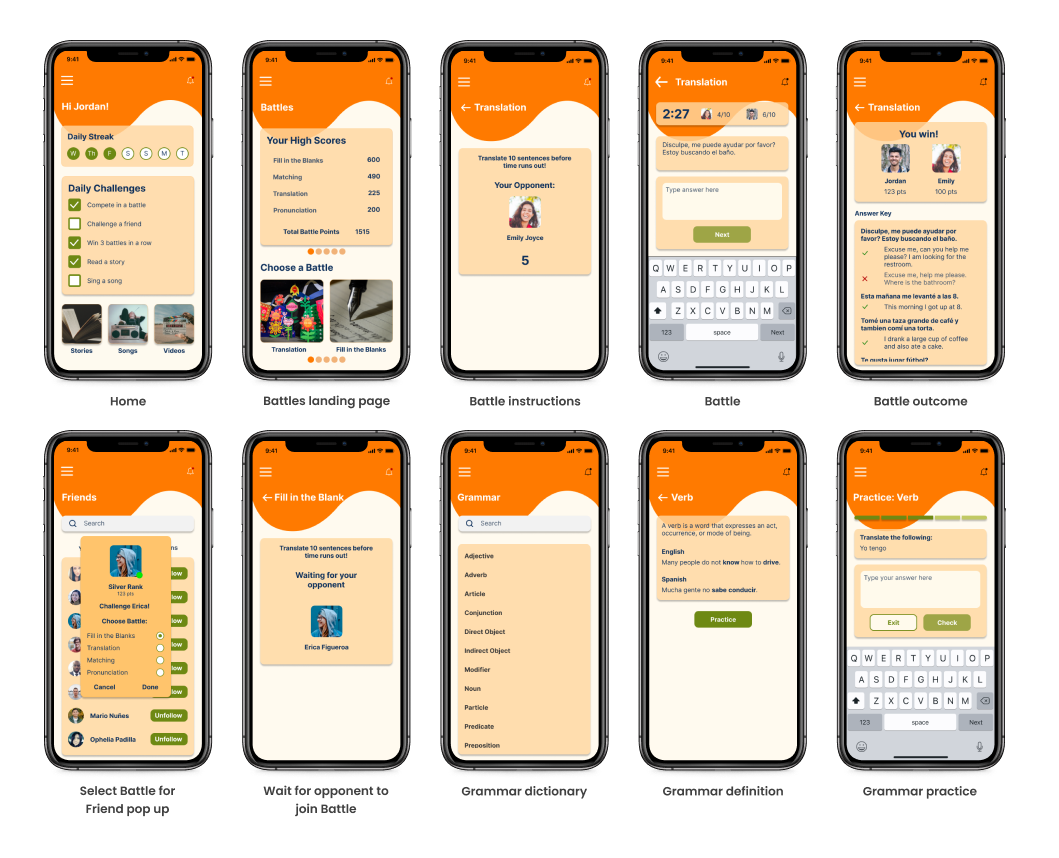 9:41
Hi Jordan!
Daily Streak
W Th F S S M T
Daily Challenges
Compete in a battle
Challenge a friend
Win 3 battles in a row
Read a story
Sing a song
Stories Songs Videos
Home
9:41
Battles
Your High Scores
Fill in the Blanks 600
Matching 490
Translation 225
Pronunciation 200
Total Battle Points 1515
Choose a Battle
Translation Fill in the Blanks
Battles landing page
9:41
Translation
Translate 10 sentences before
time runs out!
Your Opponent:
Emily Joyce
5
Battle instructions
9:41
Translation
2:27 4/10 6/10
Disculpe, me puede ayudar por favor?
Estoy buscando el baño.
Type answer here
Next
Q W E R T Y U I O P
A S D F G H J K L
Z X C V B N M
123 space Next
Battle
9:41
Translation
You win!
Jordan Emily
123 pts 100 pts
Answer Key
Disculpe, me puede ayudar por
favor? Estoy buscando el baño.
Excuse me, can you help me
please? I am looking for the
restroom.
Excuse me, help me please.
Where is the bathroom?
Esta mañana me levanté a las 8.
This morning I got up at 8.
Tomé una taza grande de café y
tambien comí una torta.
I drank a large cup of coffee
and also ate a cake.
Te gusta jugar fútbol?
Battle outcome
9:41
Friends
Search
Silver Rank
123 pts
Challenge Erica!
Choose Battle:
Fill in the Blanks
Translation
Matching
Pronunciation
Cancel Done
Mario Nuñes Unfollow
Ophelia Padilla Unfollow
Select Battle for
Friend pop up
9:41
Fill in the Blank
Translate 10 sentences before
time runs out!
Waiting for your
opponent
Erica Figueroa
Wait for opponent to
join Battle
9:41
Grammar
Search
Adjective
Adverb
Article
Conjunction
Direct Object
Indirect Object
Modifier
Noun
Particle
Predicate
Preposition
Grammar dictionary
9:41
Verb
A verb is a word that expresses an act,
occurrence, or mode of being.
English
Many people do not know how to drive.
Spanish
Mucha gente no sabe conducir.
Practice
Grammar definition
9:41
Practice: Verb
Translate the following:
Yo tengo
Type your answer here
Exit Check
Q W E R T Y U I O P
A S D F G H J K L
Z X C V B N M
123 space Next
Grammar practice